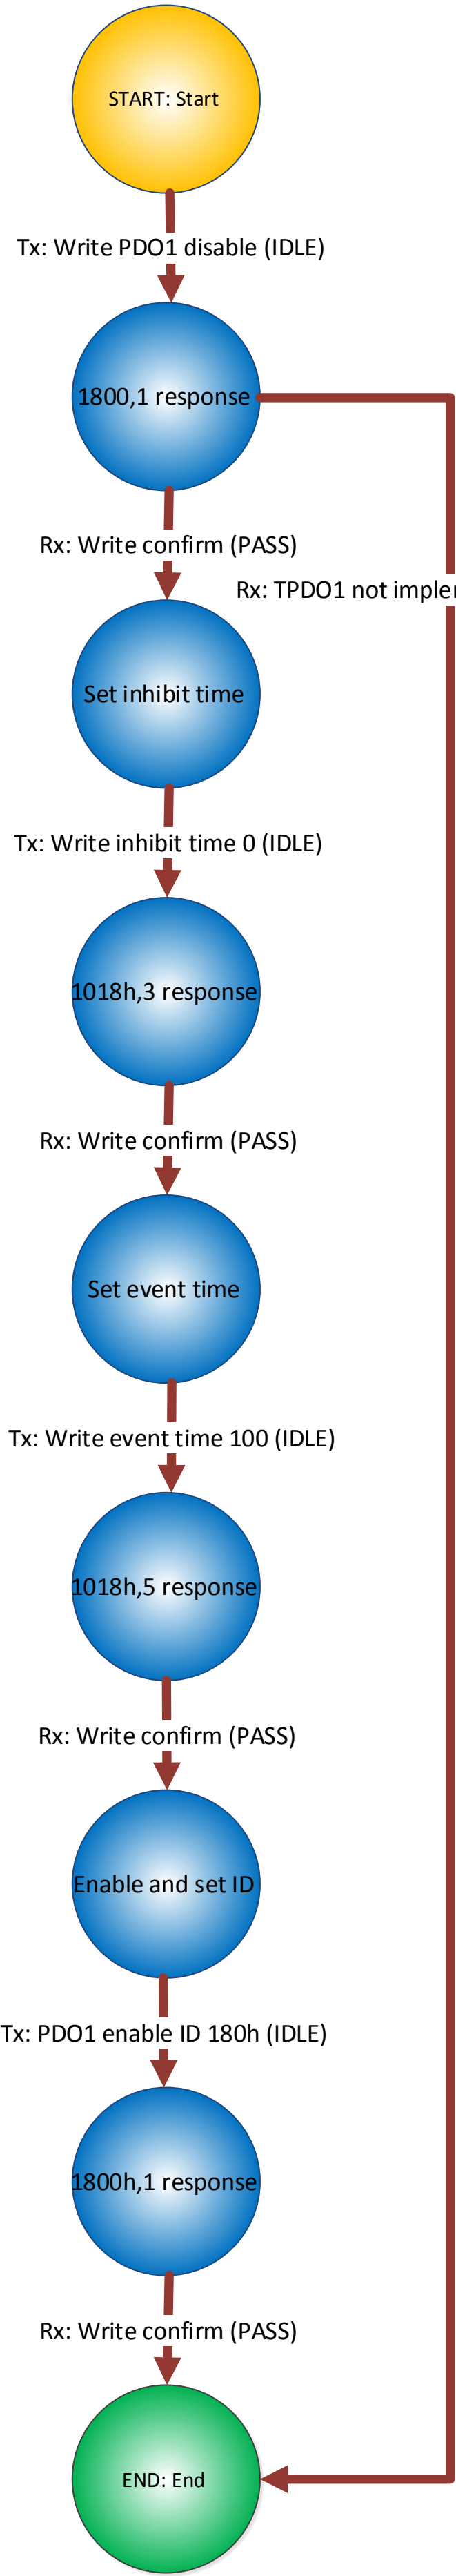 START: Start
Tx: Write PDO1 disable (IDLE)
1800,1 response
Rx: Write confirm (PASS)
Rx: TPDO1 not
Set inhibit time
Tx: Write inhibit time 0 (IDLE)
1018h,3 response
Rx: Write confirm (PASS)
Set event time
Tx: Write event time 100 (IDLE)
1018h,5 response
Rx: Write confirm (PASS)
Enable and set ID
Tx: PDO1 enable ID 180h (IDLE)
1800h,1 response
Rx: Write confirm (PASS)
END: End